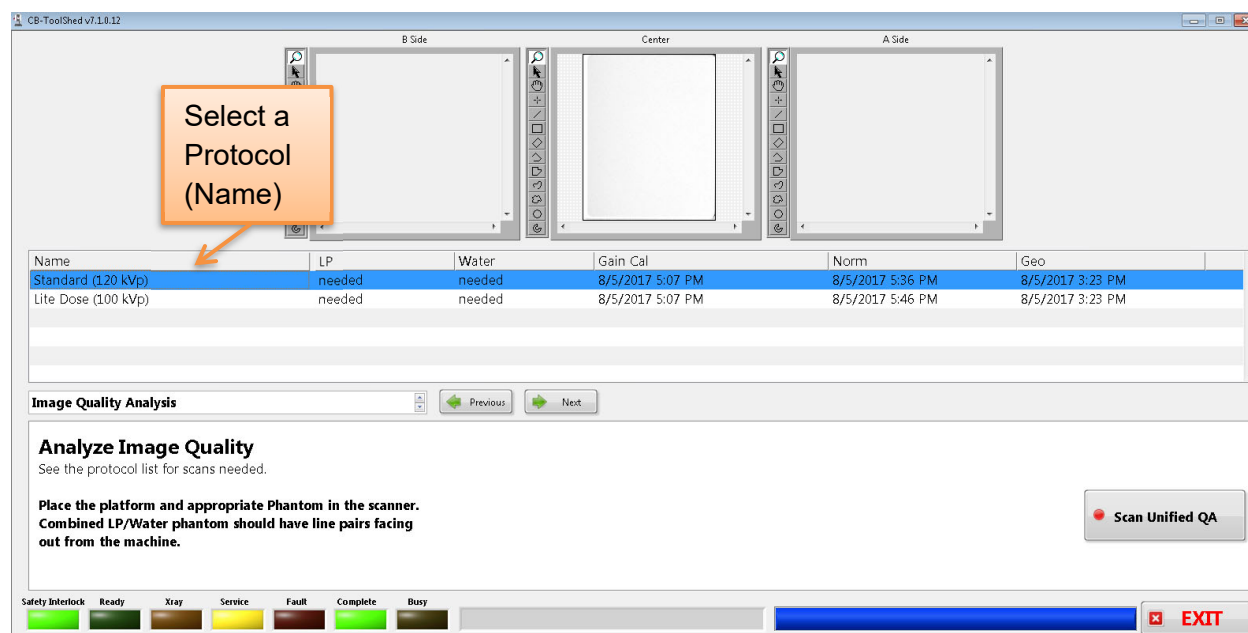 CB-ToolShed v7.1.0.12
B Side
Center
A Side
Select a
Protocol
(Name)
Name LP Water Gain Cal Norm Geo
Standard (120 kVp) needed needed 8/5/2017 5:07 PM 8/5/2017 5:36 PM 8/5/2017 3:23 PM
Lite Dose (100 kVp) needed needed 8/5/2017 5:07 PM 8/5/2017 5:46 PM 8/5/2017 3:23 PM
Image Quality Analysis
Previous
Next
Analyze Image Quality
See the protocol list for scans needed.
Place the platform and appropriate Phantom in the scanner.
Combined LP/Water phantom should have line pairs facing
out from the machine.
Scan Unified QA
Safety Interlock Ready Xray Service Fault Complete Busy
EXIT